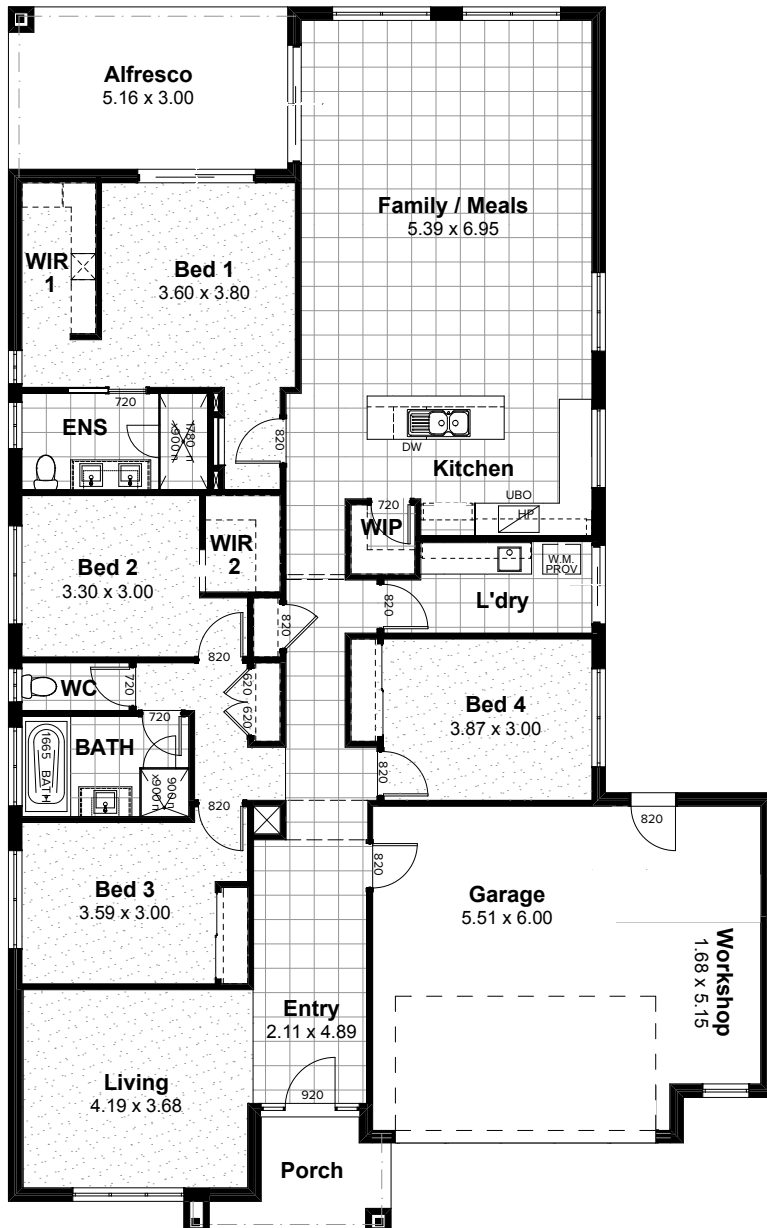 Alfresco
5.16 x 3.00
Family / Meals
5.39 x 6.95
WIR
1
Bed 1
3.60 x 3.80
720
ENS
1780 n
x900 n
820
DW
Kitchen
UBO
HP
720
WIP
WIR
2
Bed 2
3.30 x 3.00
W.M.
PROV
L'dry
820
820
820
WC
720
620
620
Bed 4
3.87 x 3.00
720
BATH
1665 BATH
900 n
x900 n
820
820
820
820
Bed 3
3.59 x 3.00
Garage
5.51 x 6.00
Workshop
1.68 x 5.15
Entry
2.11 x 4.89
Living
4.19 x 3.68
920
Porch